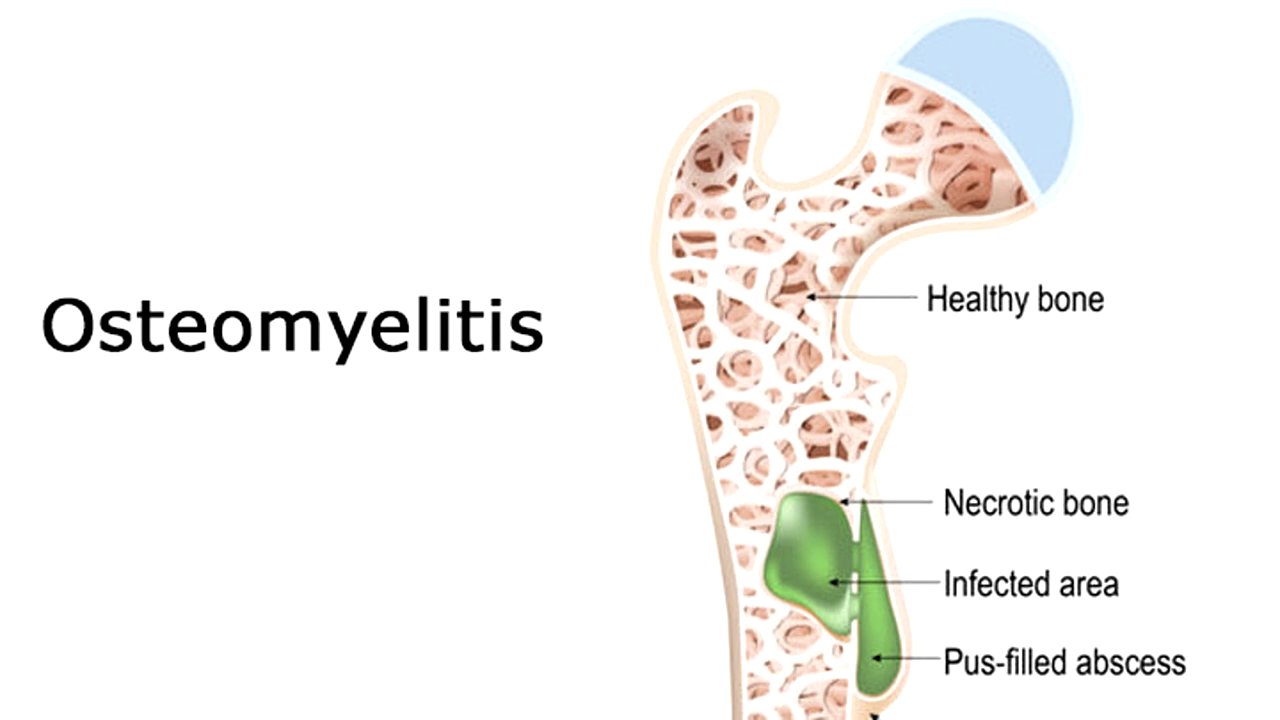 Osteomyelitis
Healthy bone
Necrotic bone
Infected area
Pus-filled abscess